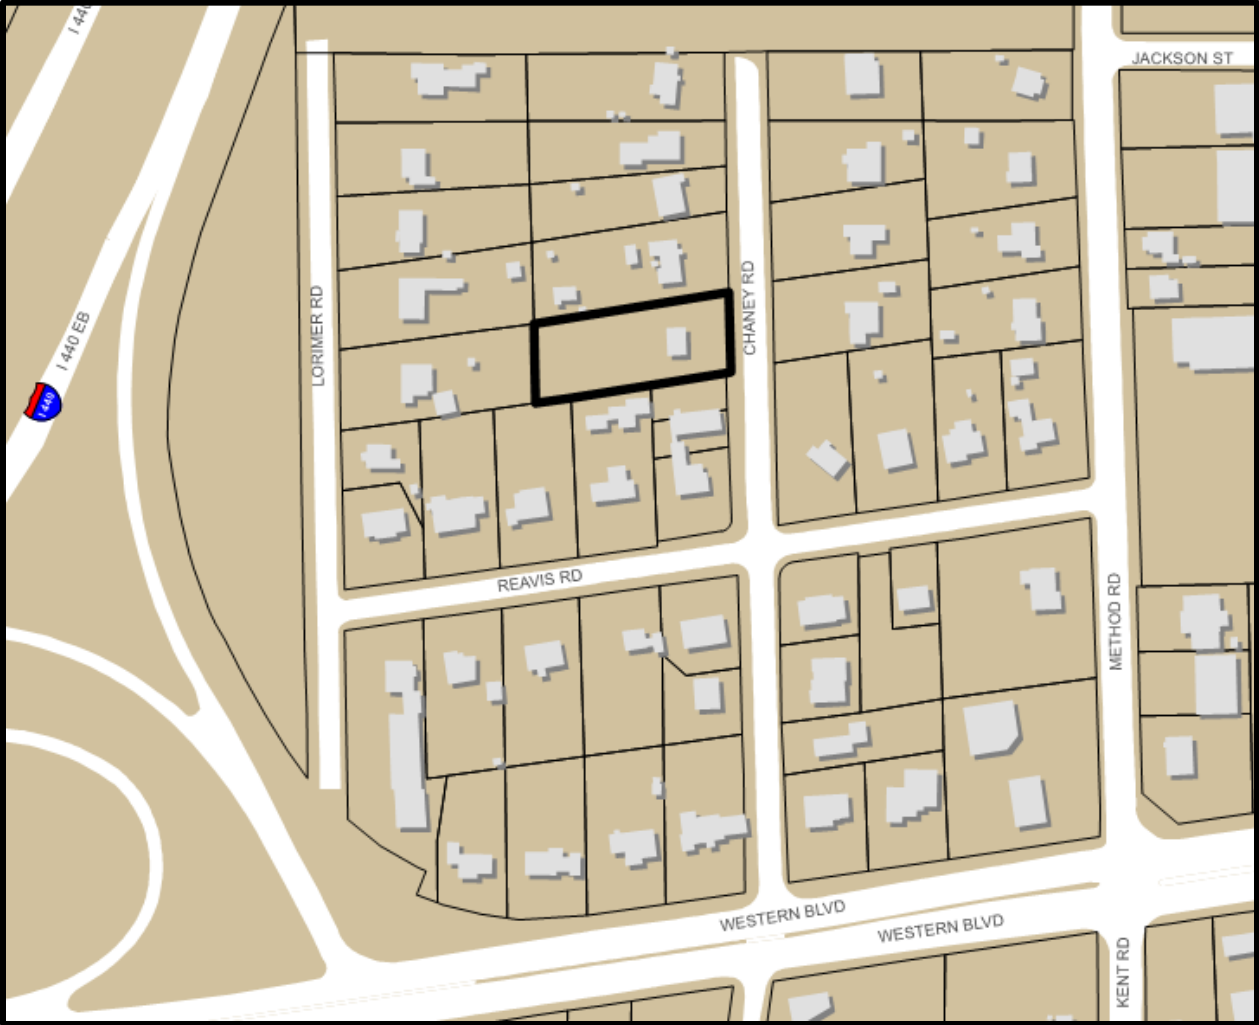 I 440
JACKSON ST
LORIMER RD
CHANEY RD
I 440 EB
I 440
REAVIS RD
METHOD RD
WESTERN BLVD
WESTERN BLVD
KENT RD